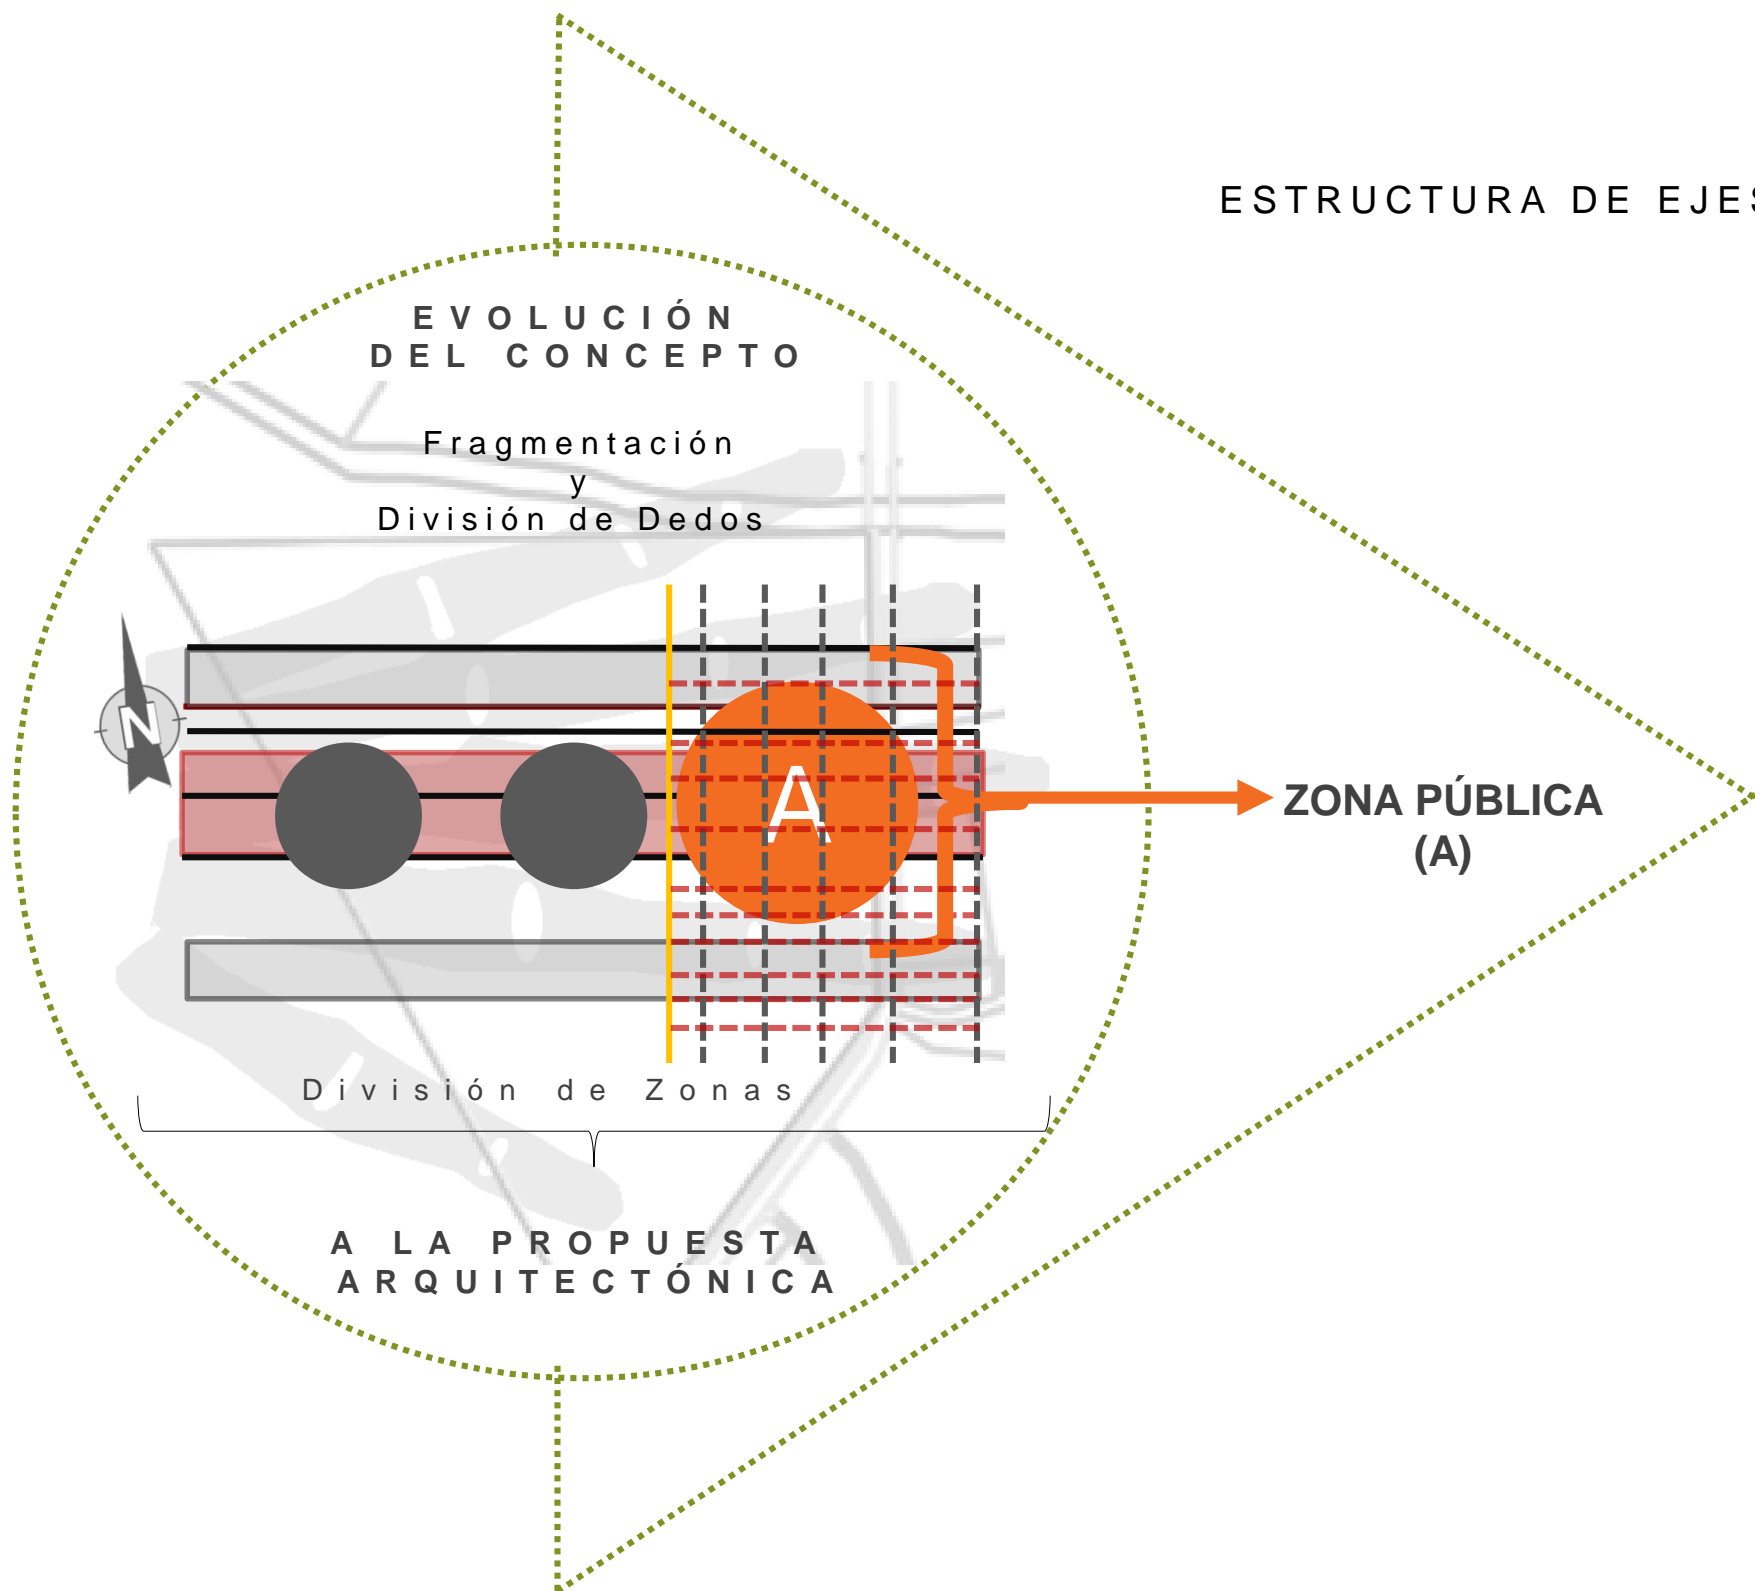 ESTRUCTURA DE EJES
EVOLUCIÓN
DEL CONCEPTO
Fragmentación
y
División de Dedos
N
A
ZONA PÚBLICA
(A)
División de Zonas
A LA PROPUESTA
ARQUITECTÓNICA